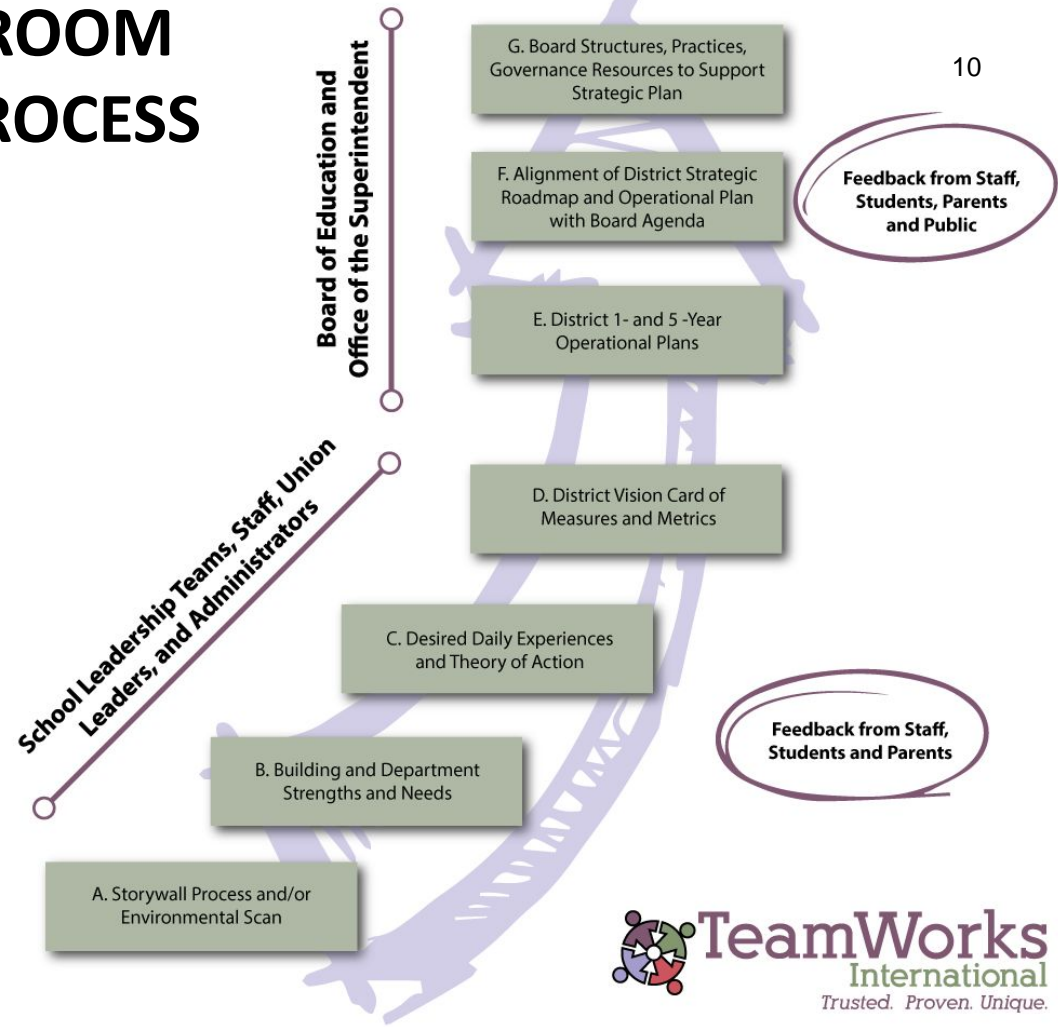 ROOM
ROCESS
10
Board of Education and
Office of the Superintendent
G. Board Structures, Practices,
Governance Resources to Support
Strategic Plan
F. Alignment of District Strategic
Roadmap and Operational Plan
with Board Agenda
Feedback from Staff,
Students, Parents
and Public
E. District 1- and 5 -Year
Operational Plans
School Leadership Teams, Staff, Union
Leaders, and Administrators
D. District Vision Card of
Measures and Metrics
C. Desired Daily Experiences
and Theory of Action
Feedback from Staff,
Students and Parents
B. Building and Department
Strengths and Needs
A. Storywall Process and/or
Environmental Scan
TeamWorks
International
Trusted. Proven. Unique.